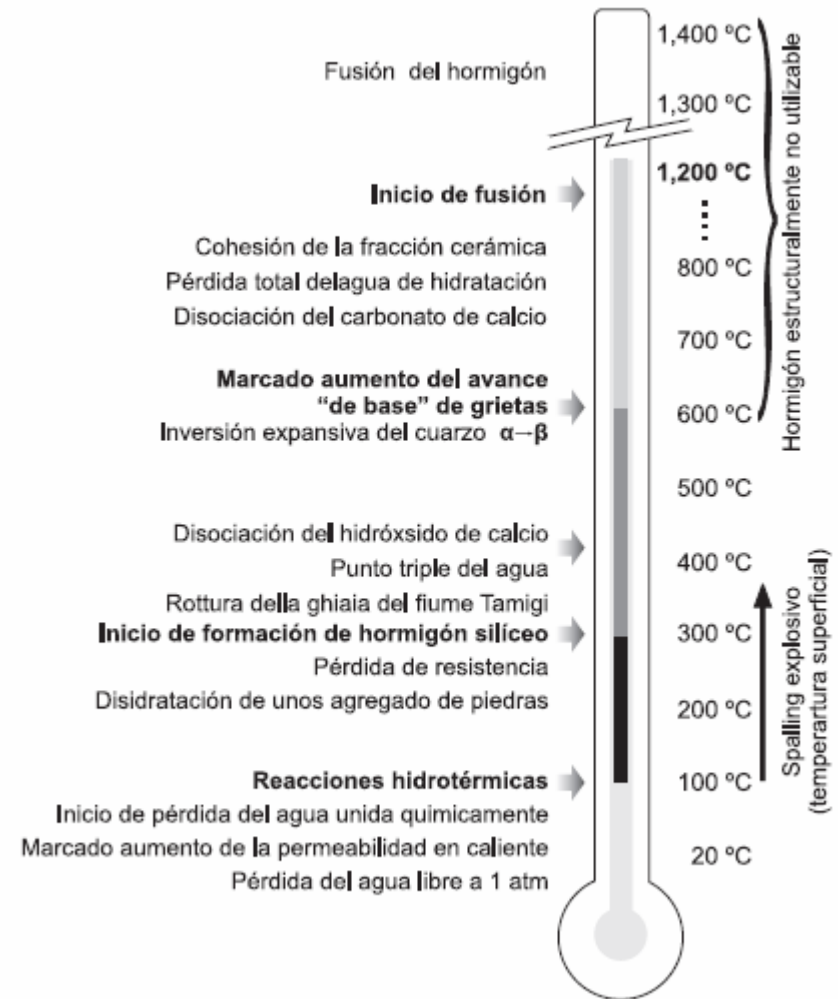 Fusión del hormigón
Inicio de fusión
Cohesión de la fracción cerámica
Pérdida total delagua de hidratación
Disociación del carbonato de calcio
Marcado aumento del avance
“de base” de grietas
Inversión expansiva del cuarzo α→β
Disociación del hidróxsido de calcio
Punto triple del agua
Rottura della ghiaia del fiume Tamigi
Inicio de formación de hormigón silíceo
Pérdida de resistencia
Disidratación de unos agregado de piedras
Reacciones hidrotérmicas
Inicio de pérdida del agua unida quimicamente
Marcado aumento de la permeabilidad en caliente
Pérdida del agua libre a 1 atm
1,400 ºC
1,300 ºC
1,200 ºC
800 ºC
700 ºC
600 ºC
500 ºC
400 ºC
300 ºC
200 ºC
100 ºC
20 ºC
Hormigón estructuralmente no utilizable
Spalling explosivo
(temperartura superficial)